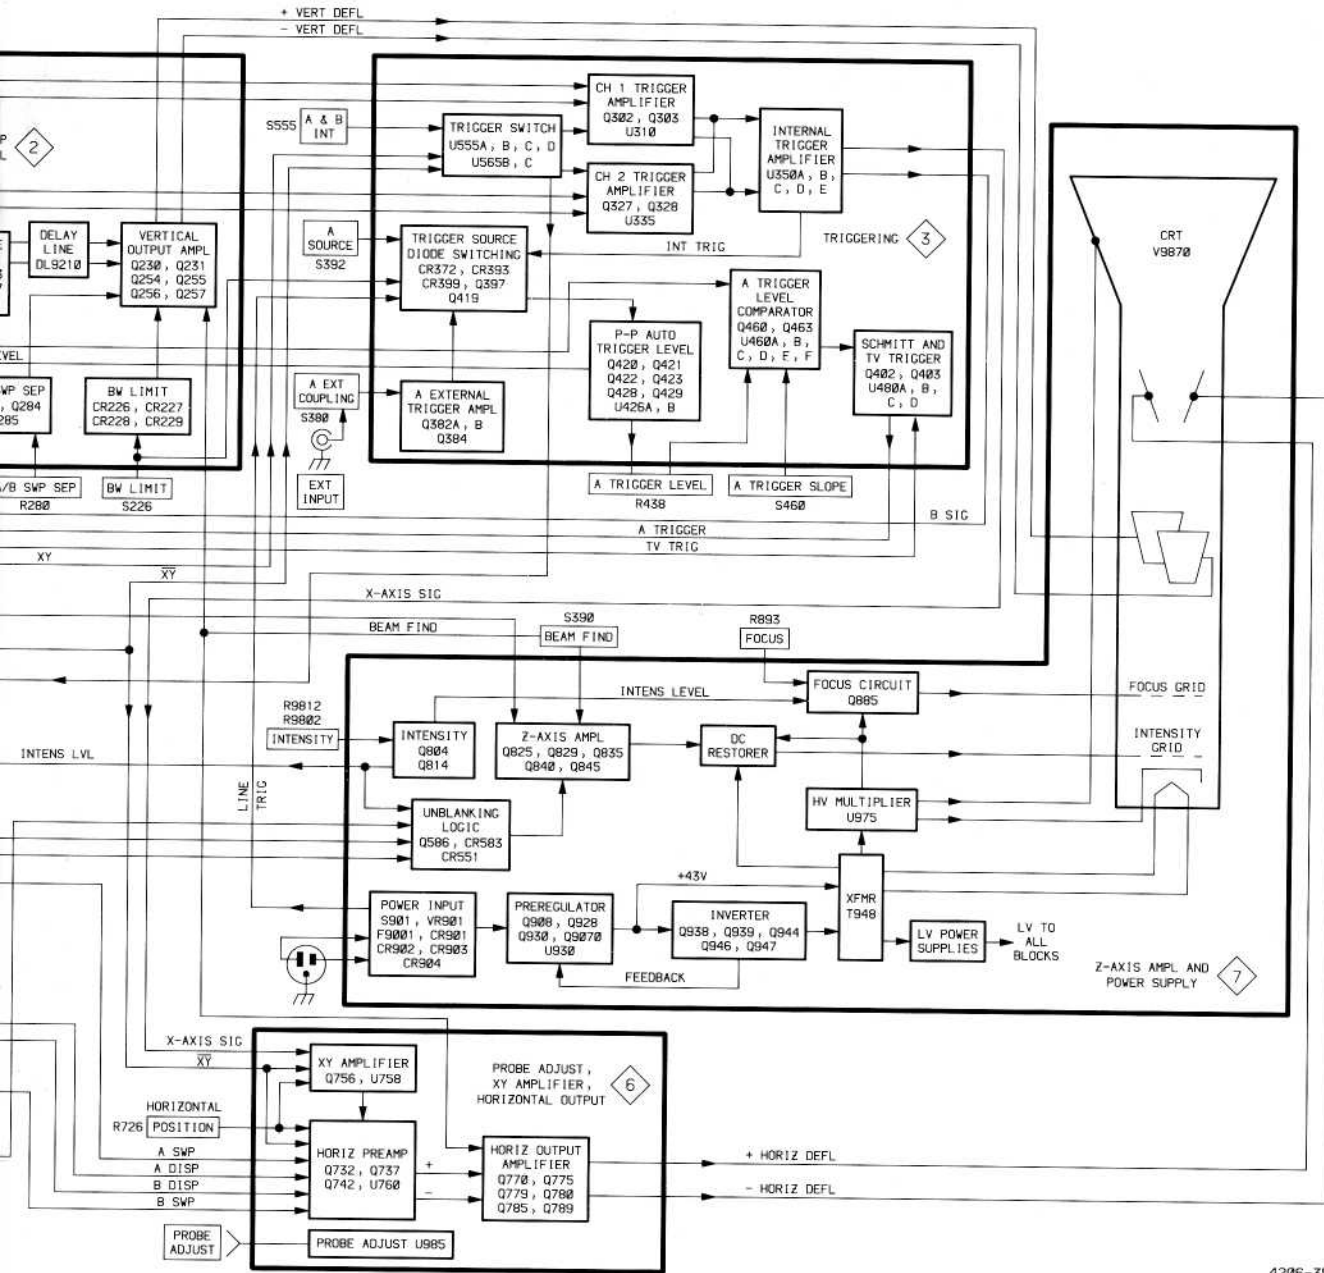 + VERT DEFL
- VERT DEFL
2
DELAY
LINE
DL9210
VERTICAL
OUTPUT AMPL
Q230, Q231
Q254, Q255
Q256, Q257
WP SEP
, Q284
285
BW LIMIT
CR226, CR227
CR228, CR229
A/B SWP SEP
R280
BW LIMIT
S226
S555
A & B
INT
TRIGGER SWITCH
U555A, B, C, D
U565B, C
CH 1 TRIGGER
AMPLIFIER
Q302, Q303
U310
CH 2 TRIGGER
AMPLIFIER
Q327, Q328
U335
INTERNAL
TRIGGER
AMPLIFIER
U350A, B,
C, D, E
INT TRIG
TRIGGERING
3
A
SOURCE
S392
TRIGGER SOURCE
DIODE SWITCHING
CR372, CR393
CR399, Q397
Q419
A TRIGGER
LEVEL
COMPARATOR
Q460, Q463
U460A, B,
C, D, E, F
P-P AUTO
TRIGGER LEVEL
Q420, Q421
Q422, Q423
Q428, Q429
U426A, B
SCHMITT AND
TV TRIGGER
Q402, Q403
U480A, B,
C, D
A EXT
COUPLING
S380
EXT
INPUT
A EXTERNAL
TRIGGER AMPL
Q382A, B
Q384
A TRIGGER LEVEL
R438
A TRIGGER SLOPE
S460
CRT
V9870
B SIG
A TRIGGER
TV TRIG
XY
XY
X-AXIS SIG
BEAM FIND
S390
BEAM FIND
R893
FOCUS
FOCUS CIRCUIT
Q885
INTENS LEVEL
FOCUS GRID
R9812
R9802
INTENSITY
INTENSITY
Q804
Q814
Z-AXIS AMPL
Q825, Q829, Q835
Q840, Q845
DC
RESTORER
INTENSITY
GRID
INTENS LVL
LINE
TRIG
UNBLANKING
LOGIC
Q586, CR583
CR551
HV MULTIPLIER
U975
+43V
XFMR
T948
POWER INPUT
S901, VR901
F9001, CR901
CR902, CR903
CR904
PREREGULATOR
Q908, Q928
Q930, Q9070
U930
INVERTER
Q938, Q939, Q944
Q946, Q947
FEEDBACK
LV POWER
SUPPLIES
LV TO
ALL
BLOCKS
Z-AXIS AMPL AND
POWER SUPPLY
7
X-AXIS SIG
XY
XY AMPLIFIER
Q756, U758
PROBE ADJUST,
XY AMPLIFIER,
HORIZONTAL OUTPUT
6
HORIZONTAL
R726
POSITION
A SWP
A DISP
B DISP
B SWP
HORIZ PREAMP
Q732, Q737
Q742, U760
+
-
HORIZ OUTPUT
AMPLIFIER
Q770, Q775
Q779, Q780
Q785, Q789
+ HORIZ DEFL
- HORIZ DEFL
PROBE
ADJUST
PROBE ADJUST U985